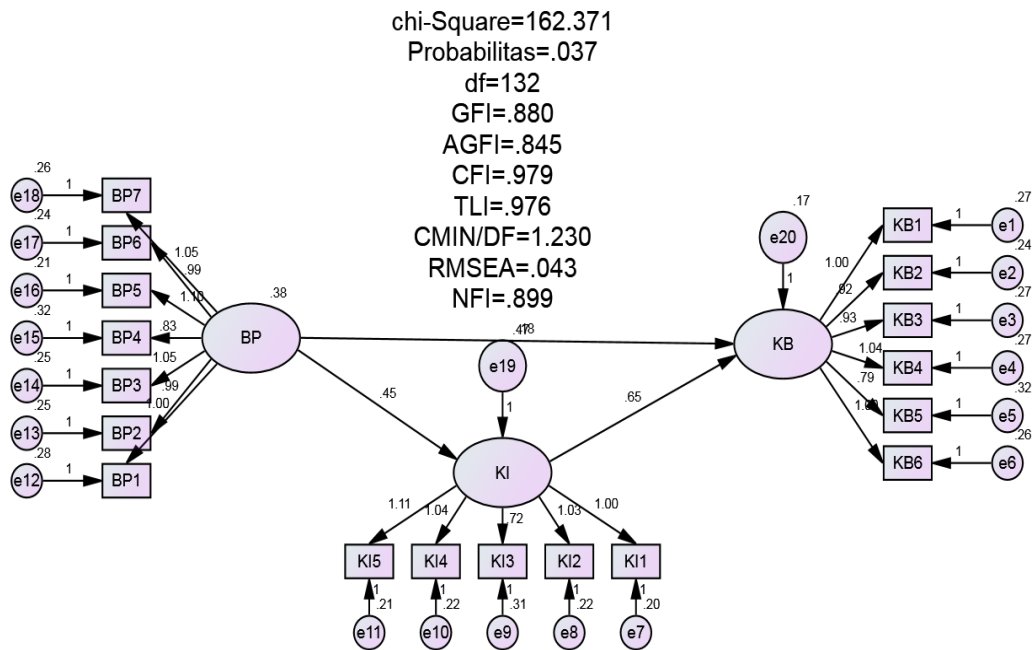 chi-Square=162.371
Probabilitas=.037
df=132
GFI=.880
AGFI=.845
CFI=.979
TLI=.976
CMIN/DF=1.230
RMSEA=.043
NFI=.899
.26
e18 1 BP7
.24
e17 1 BP6
.21
e16 1 BP5
.32
e15 1 BP4
.25
e14 1 BP3
.25
e13 1 BP2
.28
e12 1 BP1
1.05
.99
1.10
.83
1.05
.99
1.00
.38
BP
.45
e19
1
KI
.65
.17
e20
1
KB
1.00
.92
.93
1.04
.79
.27
KB1 1 e1
.24
KB2 1 e2
.27
KB3 1 e3
.27
KB4 1 e4
.32
KB5 1 e5
.26
KB6 1 e6
1.11 1.04 .72 1.03 1.00
KI5 KI4 KI3 KI2 KI1
1 1 1 1 1
.21 .22 .31 .22 .20
e11 e10 e9 e8 e7